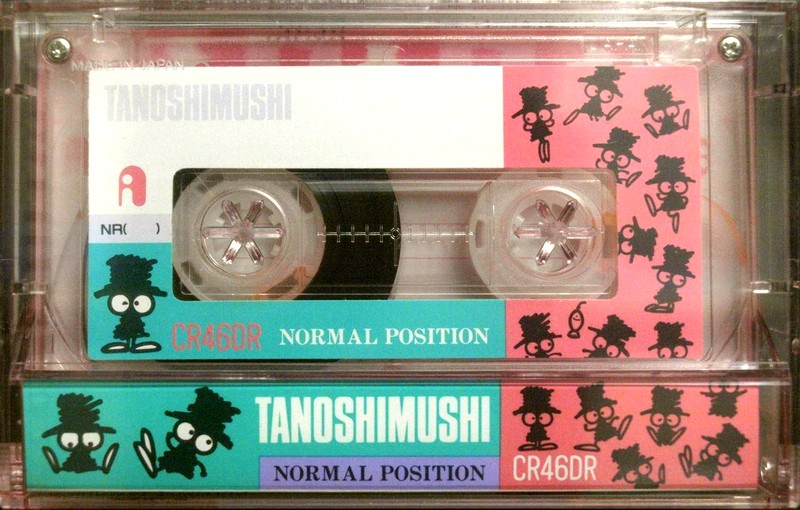 MADE IN JAPAN
TANOSHIMUSHI
A
NR( )
CR46DR NORMAL POSITION
TANOSHIMUSHI
NORMAL POSITION
CR46DR